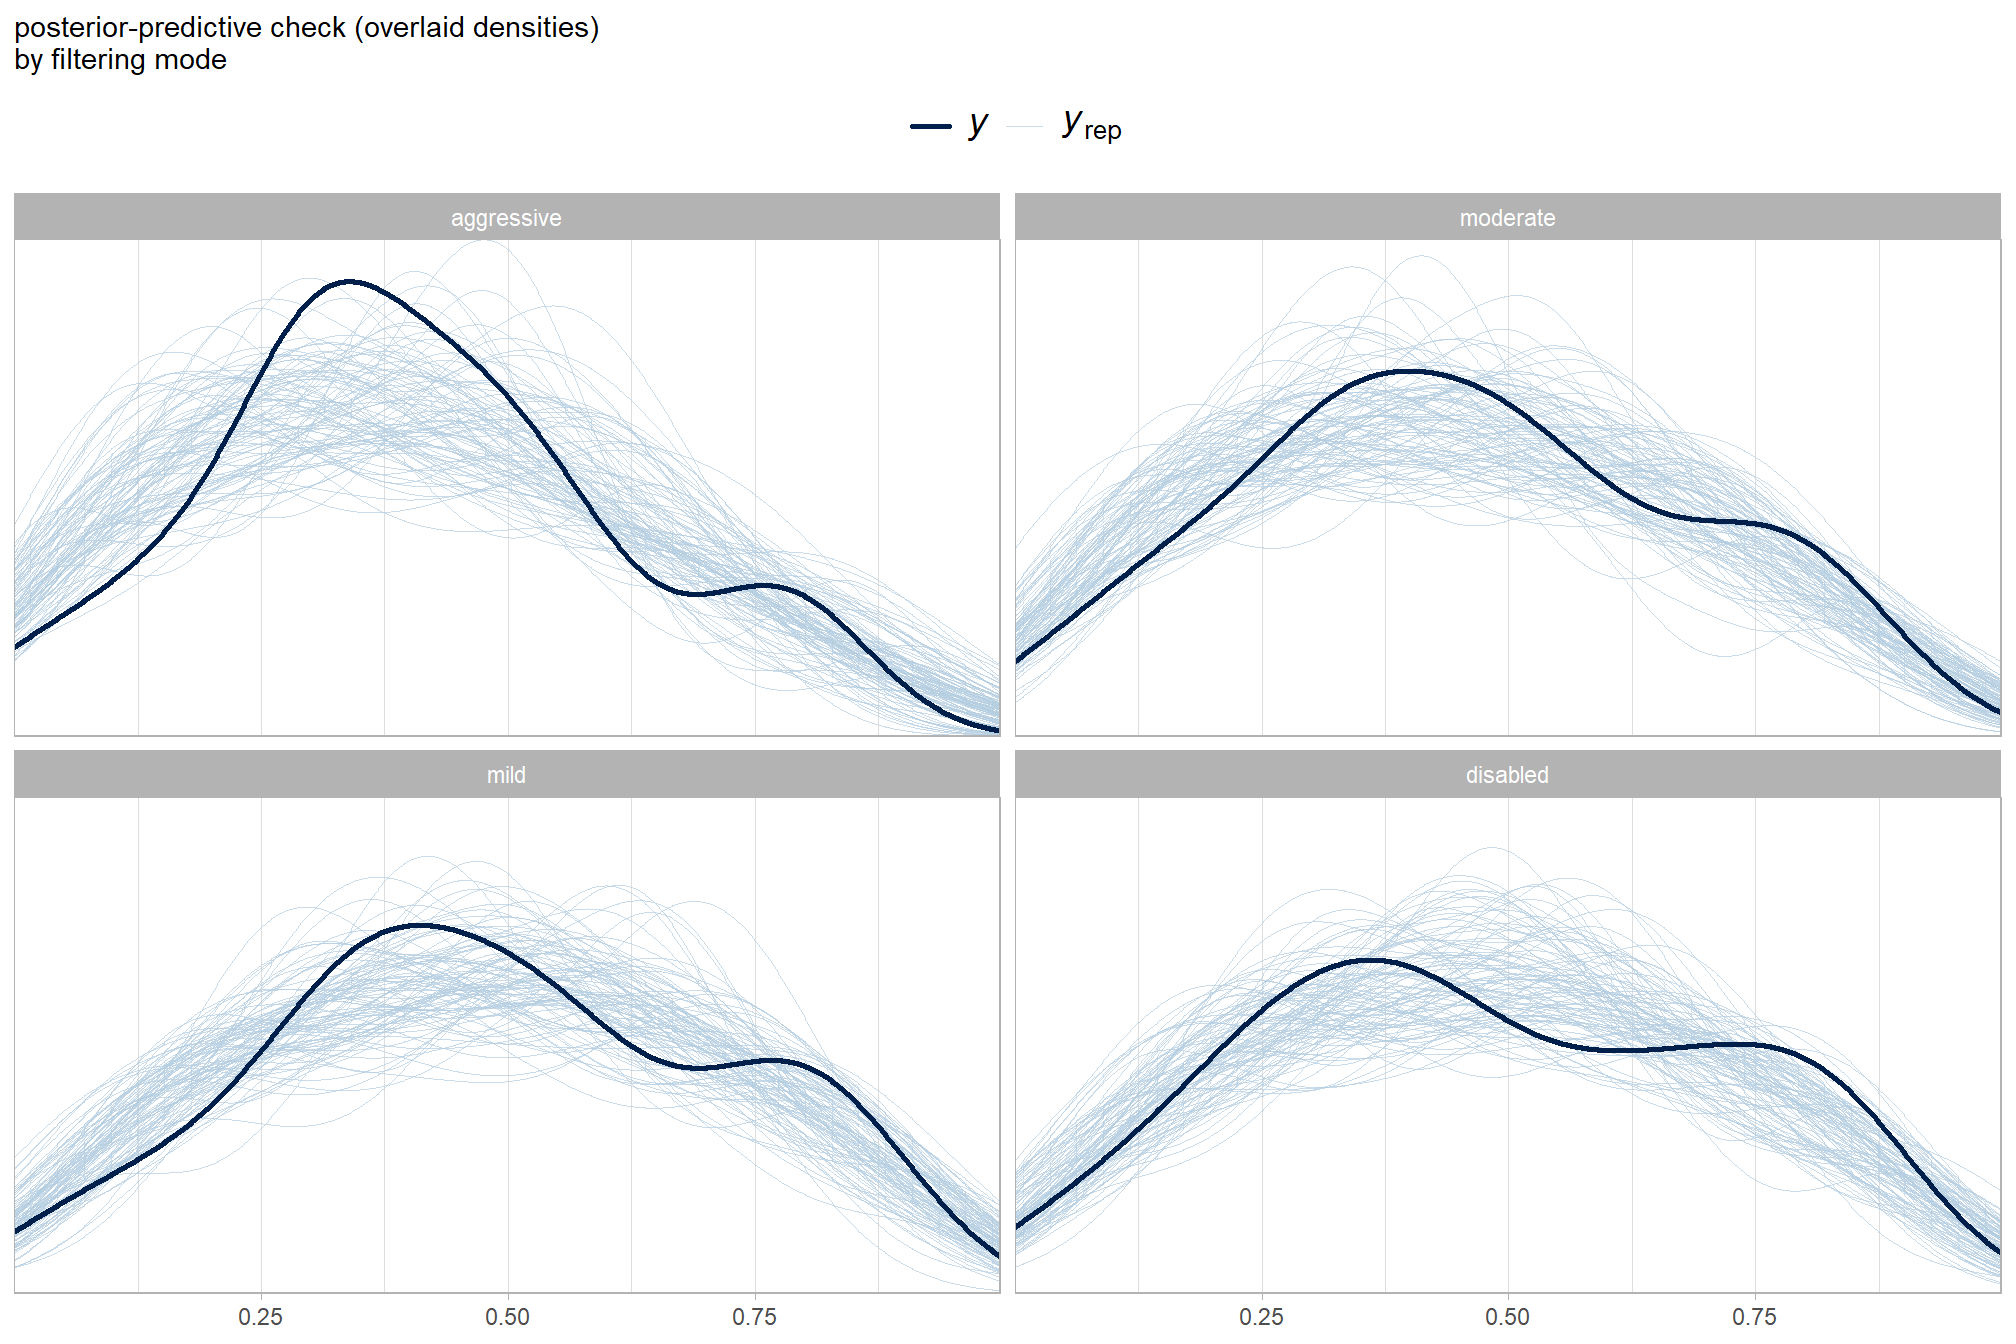 posterior-predictive check (overlaid densities)
by filtering mode
y y rep
aggressive moderate
mild disabled
0.25 0.50 0.75 0.25 0.50 0.75